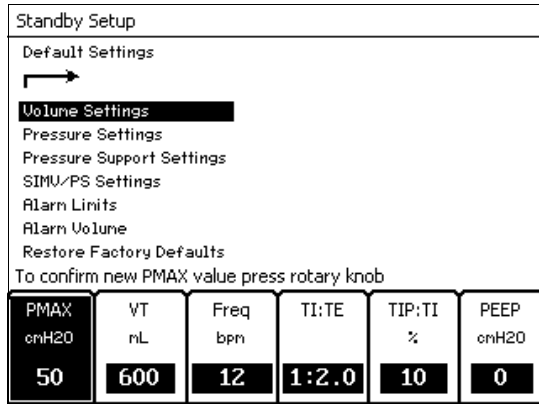 Standby Setup
Default Settings
Volume Settings
Pressure Settings
Pressure Support Settings
SIMV/PS Settings
Alarm Limits
Alarm Volume
Restore Factory Defaults
To confirm new PMAX value press rotary knob
PMAX VT Freq TI:TE TIP:TI PEEP
cmH20 mL bpm % cmH20
50 600 12 1:2.0 10 0